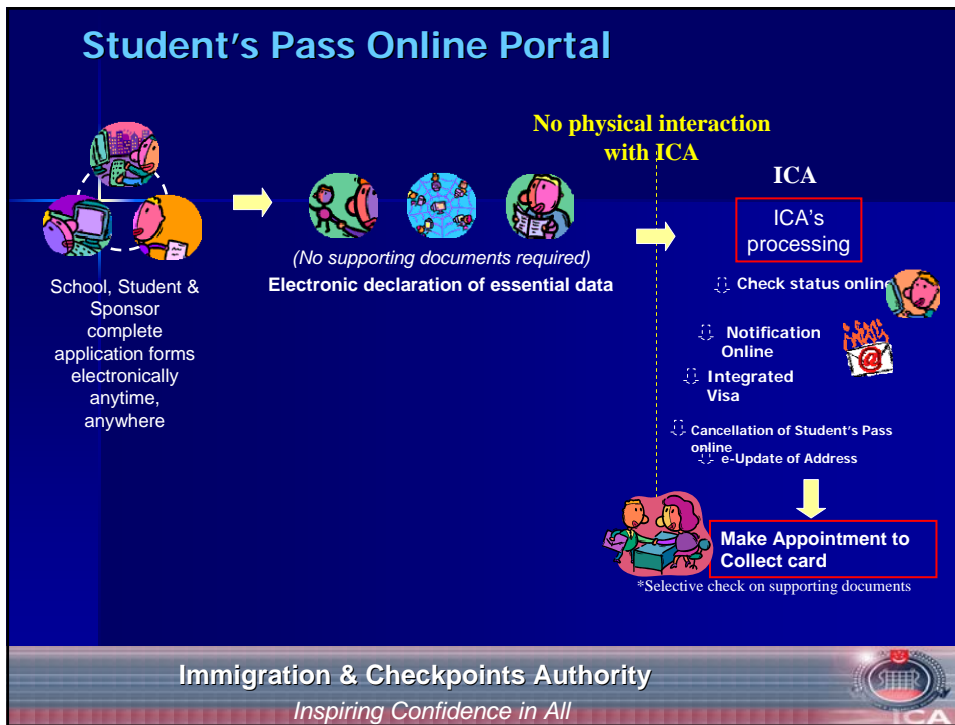 Student's Pass Online Portal
No physical interaction
with ICA
ICA
ICA's
processing
(No supporting documents required)
Electronic declaration of essential data
School, Student &
Sponsor
complete
application forms
electronically
anytime,
anywhere
Check status online
Notification
Online
Integrated
Visa
Cancellation of Student's Pass
online
e-Update of Address
@
Make Appointment to
Collect card
*Selective check on supporting documents
Immigration & Checkpoints Authority
Inspiring Confidence in All
ICA